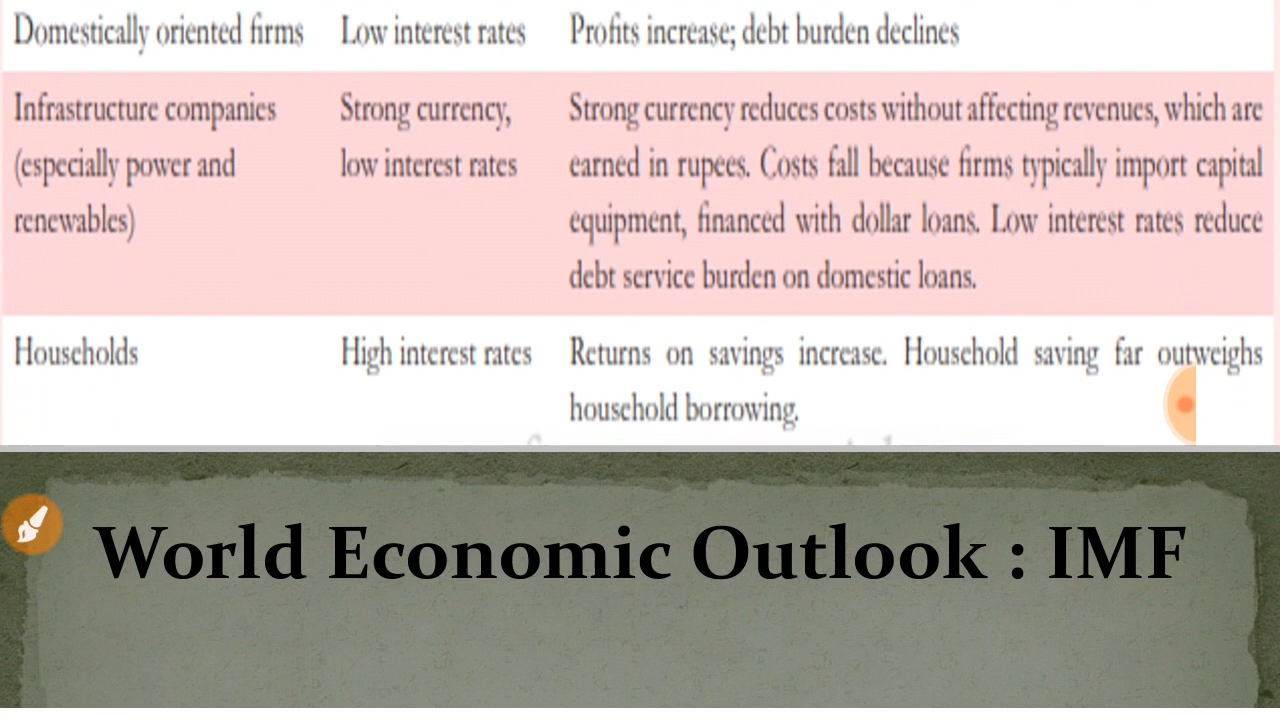 Domestically oriented firms Low interest rates Profits increase; debt burden declines
Infrastructure companies Strong currency, Strong currency reduces costs without affecting revenues, which are
(especially power and low interest rates earned in rupees. Costs fall because firms typically import capital
renewables) equipment, financed with dollar loans. Low interest rates reduce
debt service burden on domestic loans.
Households High interest rates Returns on savings increase. Household saving far outweighs
household borrowing.
World Economic Outlook : IMF